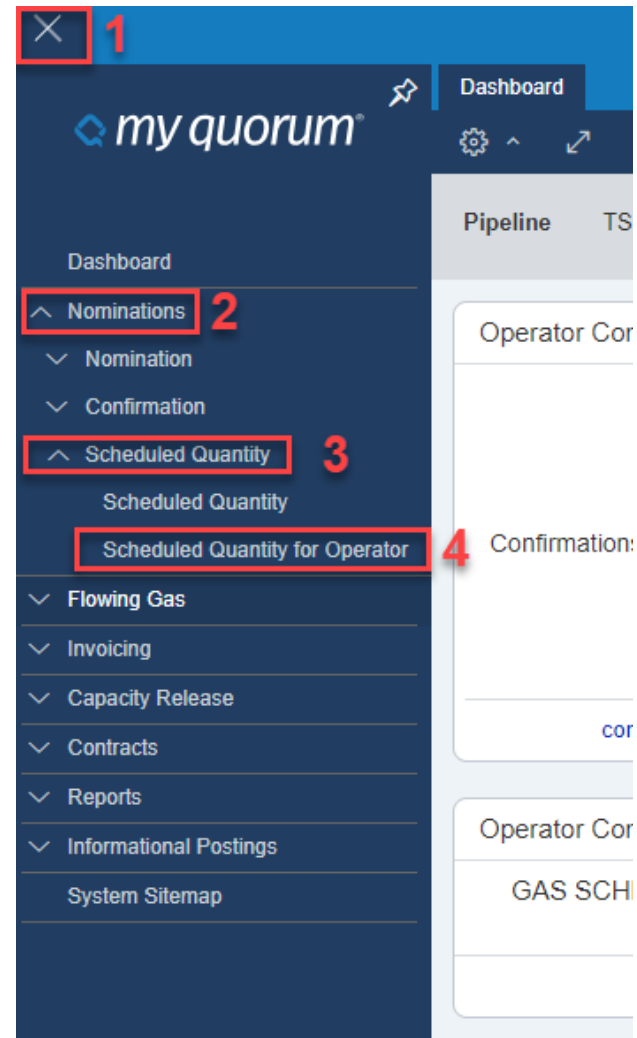 1
my quorum®
Dashboard
Pipeline TS
Dashboard
Nominations 2
Nomination
Confirmation
Scheduled Quantity 3
Scheduled Quantity
Scheduled Quantity for Operator 4
Flowing Gas
Invoicing
Capacity Release
Contracts
Reports
Informational Postings
System Sitemap
Operator Con
Confirmations
con
Operator Con
GAS SCH